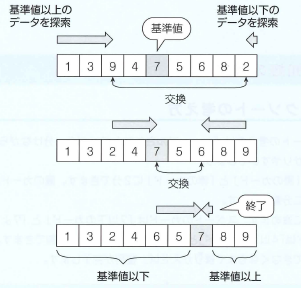 基準値以上の
データを探索
基準値以下の
データを探索
基準値
1 3 9 4 7 5 6 8 2
交換
1 3 2 4 7 5 6 8 9
交換
終了
1 3 2 4 6 5 7 8 9
基準値以下
基準値以上